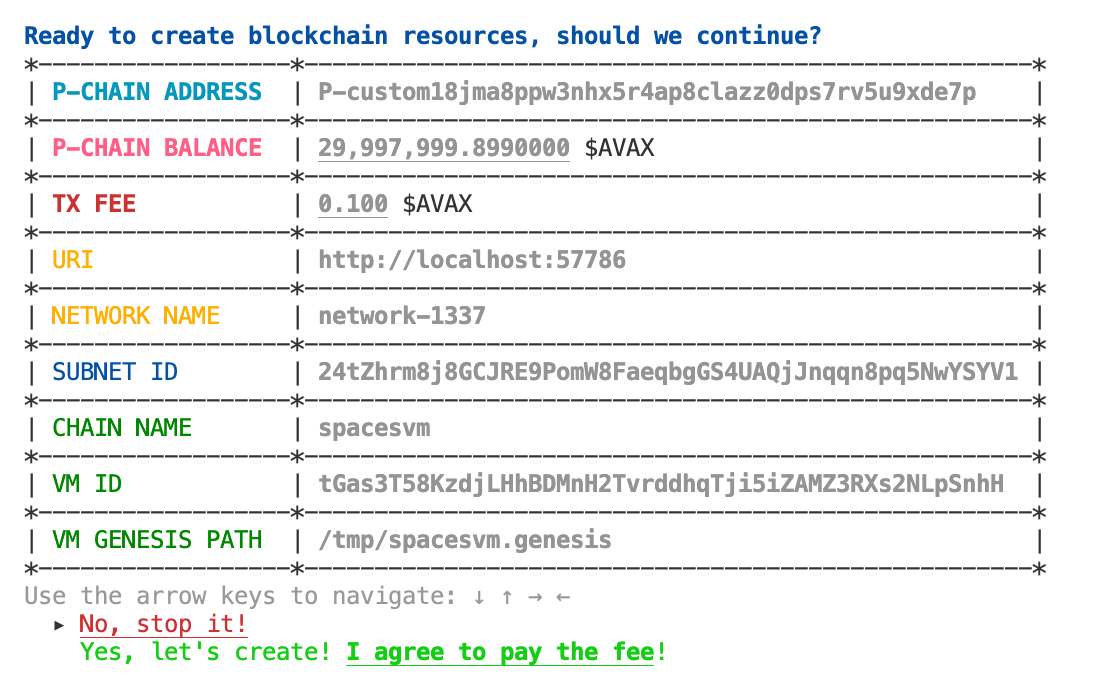 Ready to create blockchain resources, should we continue?
*------------------*----------------------------------------------------*
| P-CHAIN ADDRESS  | P-custom18jma8ppw3nhx5r4ap8clazz0dps7rv5u9xde7p    |
*------------------*----------------------------------------------------*
| P-CHAIN BALANCE  | 29,997,999.8990000 $AVAX                           |
*------------------*----------------------------------------------------*
| TX FEE           | 0.100 $AVAX                                        |
*------------------*----------------------------------------------------*
| URI              | http://localhost:57786                             |
*------------------*----------------------------------------------------*
| NETWORK NAME     | network-1337                                       |
*------------------*----------------------------------------------------*
| SUBNET ID        | 24tZhrm8j8GCJRE9PomW8FaeqbgGS4UAQjJnqqn8pq5NwYSYV1 |
*------------------*----------------------------------------------------*
| CHAIN NAME       | spacesvm                                           |
*------------------*----------------------------------------------------*
| VM ID            | tGas3T58KzdjLHhBDMnH2TvrddhqTji5iZAMZ3RXs2NLpSnhH  |
*------------------*----------------------------------------------------*
| VM GENESIS PATH  | /tmp/spacesvm.genesis                              |
*------------------*----------------------------------------------------*
Use the arrow keys to navigate: ↓ ↑ → ←
▸ No, stop it!
Yes, let's create! I agree to pay the fee!